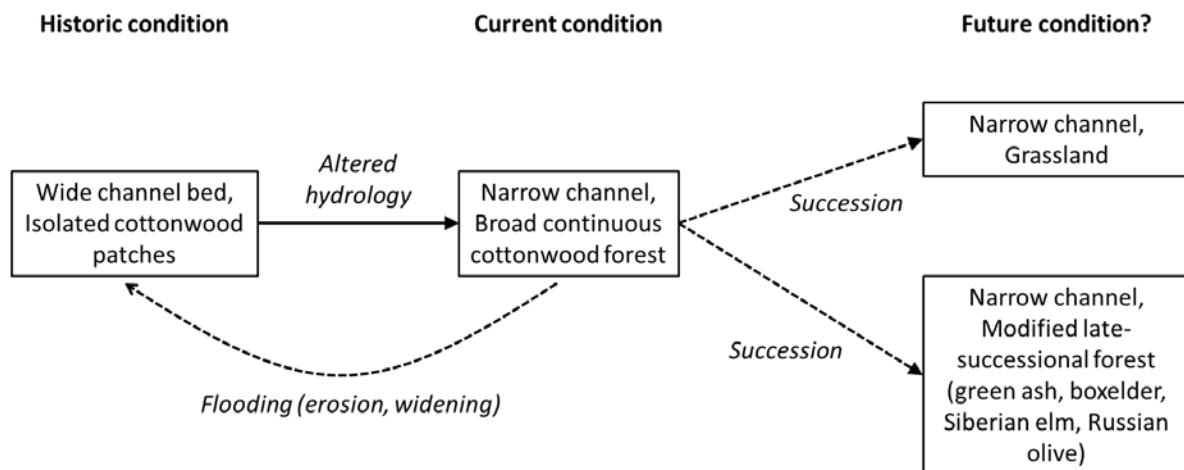 Historic condition
Current condition
Future condition?
Wide channel bed,
Isolated cottonwood
patches
Altered
hydrology
Narrow channel,
Broad continuous
cottonwood forest
Flooding (erosion, widening)
Succession
Narrow channel,
Grassland
Succession
Narrow channel,
Modified late-
successional forest
(green ash, boxelder,
Siberian elm, Russian
olive)